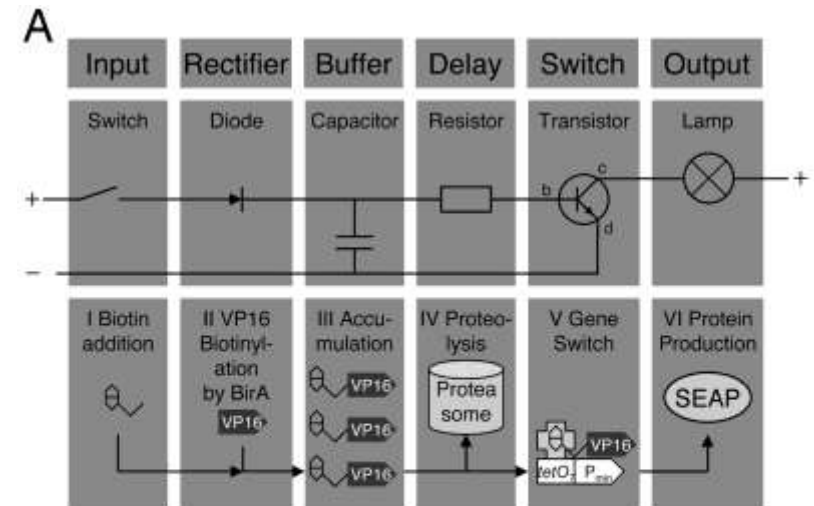 A
Input Rectifier Buffer Delay Switch Output
Switch Diode Capacitor Resistor Transistor Lamp
+ b c d +
−
I Biotin
addition
II VP16
Biotinyl-
ation
by BirA
VP16
III Accu-
mulation
VP16
VP16
VP16
IV Proteo-
lysis
Protea
some
V Gene
Switch
VP16
tetO7 Pmin
VI Protein
Production
SEAP